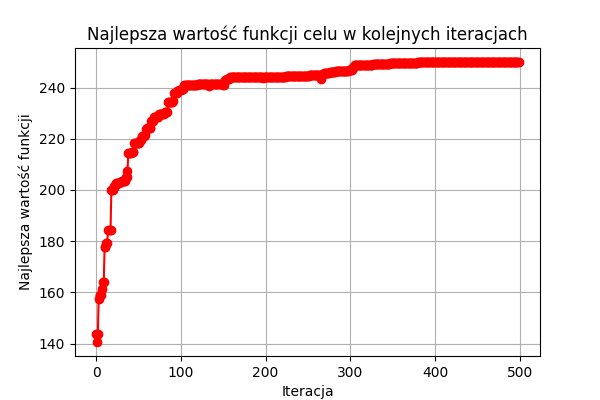 Najlepsza wartość funkcji celu w kolejnych iteracjach
Najlepsza wartość funkcji
240
220
200
180
160
140
0 100 200 300 400 500
Iteracja